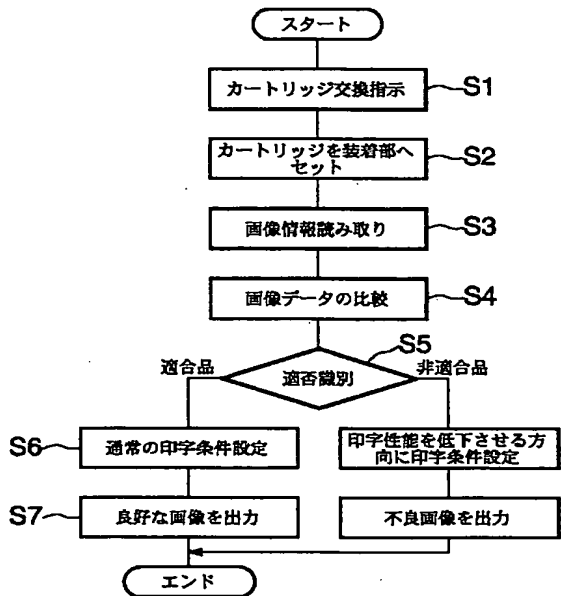 スタート
カートリッジ交換指示
S1
カートリッジを装着部へ
セット
S2
画像情報読み取り
S3
画像データの比較
S4
S5
適合品
適否識別
非適合品
S6
通常の印字条件設定
印字性能を低下させる方
向に印字条件設定
S7
良好な画像を出力
不良画像を出力
エンド